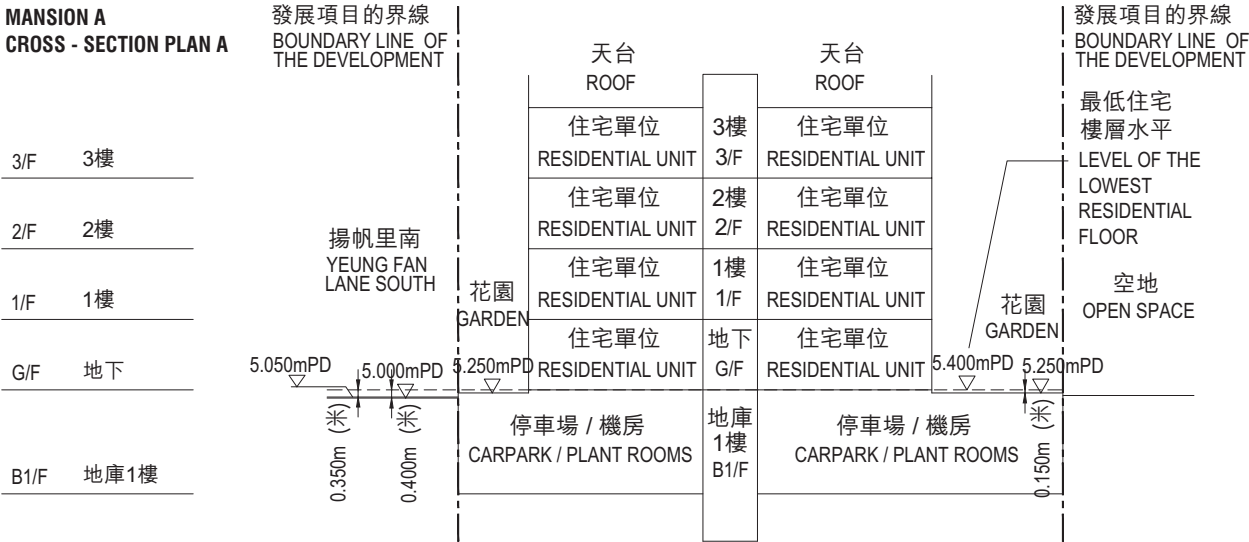 MANSION A
CROSS - SECTION PLAN A
發展項目的界線
BOUNDARY LINE OF
THE DEVELOPMENT
天台
ROOF
天台
ROOF
發展項目的界線
BOUNDARY LINE OF
THE DEVELOPMENT
最低住宅
樓層水平
LEVEL OF THE
LOWEST
RESIDENTIAL
FLOOR
3/F 3樓
住宅單位
RESIDENTIAL UNIT
3樓
3/F
住宅單位
RESIDENTIAL UNIT
2/F 2樓
住宅單位
RESIDENTIAL UNIT
2樓
2/F
住宅單位
RESIDENTIAL UNIT
揚帆里南
YEUNG FAN
LANE SOUTH
1/F 1樓
花園
GARDEN
住宅單位
RESIDENTIAL UNIT
1樓
1/F
住宅單位
RESIDENTIAL UNIT
花園
GARDEN
空地
OPEN SPACE
G/F 地下
5.050mPD
5.000mPD
5.250mPD
住宅單位
RESIDENTIAL UNIT
地下
G/F
住宅單位
RESIDENTIAL UNIT
5.400mPD
5.250mPD
B1/F 地庫1樓
0.350m (米)
0.400m (米)
停車場 / 機房
CARPARK / PLANT ROOMS
地庫
1樓
B1/F
停車場 / 機房
CARPARK / PLANT ROOMS
0.150m (米)